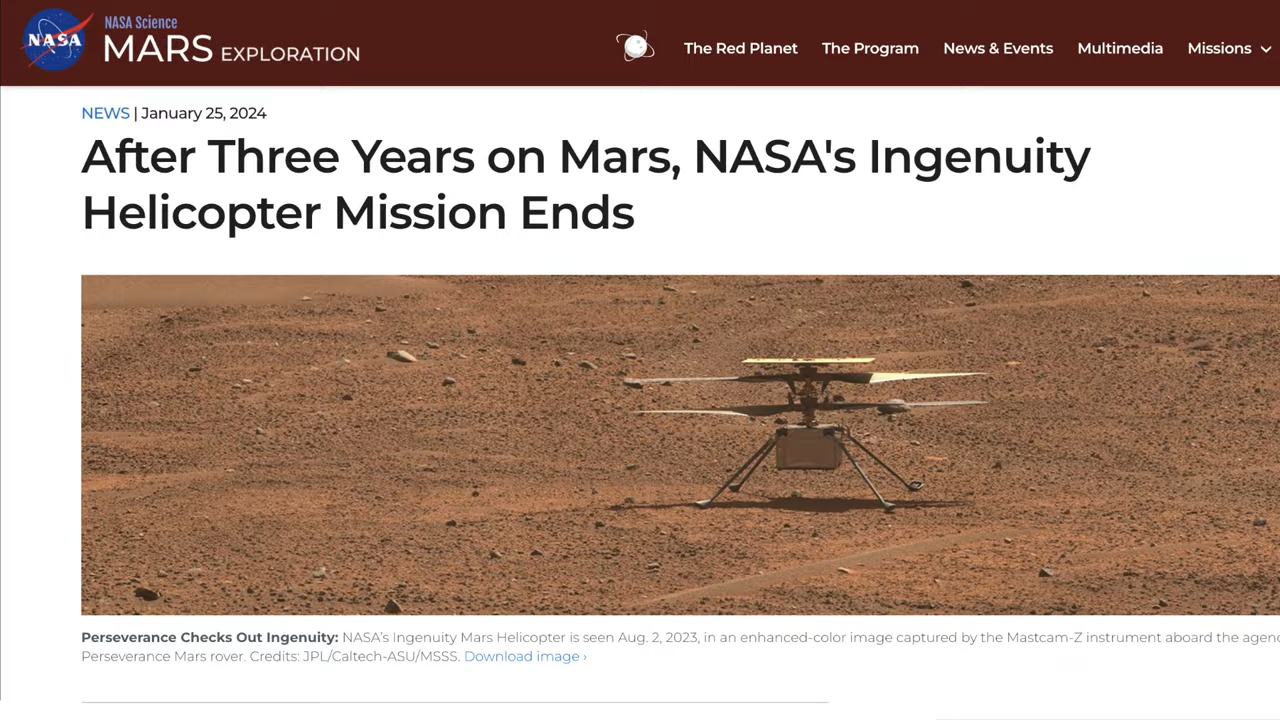 NASA
NASA Science
MARS EXPLORATION
The Red Planet The Program News & Events Multimedia Missions
NEWS | January 25, 2024
After Three Years on Mars, NASA's Ingenuity
Helicopter Mission Ends
Perseverance Checks Out Ingenuity: NASA's Ingenuity Mars Helicopter is seen Aug. 2, 2023, in an enhanced-color image captured by the Mastcam-Z instrument aboard the agen
Perseverance Mars rover. Credits: JPL/Caltech-ASU/MSSS. Download image ›